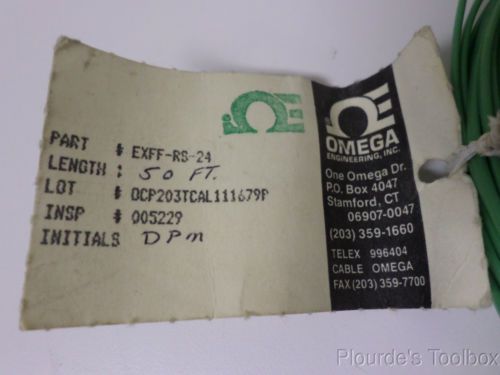 PART # EXFF-RS-24
LENGTH : 50 FT.
LOT # OCP203TCAL111679P
INSP # 005229
INITIALS DPM
OMEGA
ENGINEERING, INC.
One Omega Dr.
P.O. Box 4047
Stamford, CT
06907-0047
(203) 359-1660
TELEX 996404
CABLE OMEGA
FAX (203) 359-7700
Plourde's Toolbox